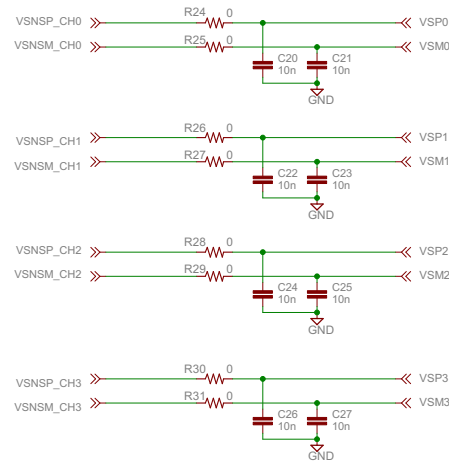 R24 0
VSNSP_CH0 VSP0
R25 0
VSNSM_CH0 VSM0
C20 C21
10n 10n
GND
R26 0
VSNSP_CH1 VSP1
R27 0
VSNSM_CH1 VSM1
C22 C23
10n 10n
GND
R28 0
VSNSP_CH2 VSP2
R29 0
VSNSM_CH2 VSM2
C24 C25
10n 10n
GND
R30 0
VSNSP_CH3 VSP3
R31 0
VSNSM_CH3 VSM3
C26 C27
10n 10n
GND